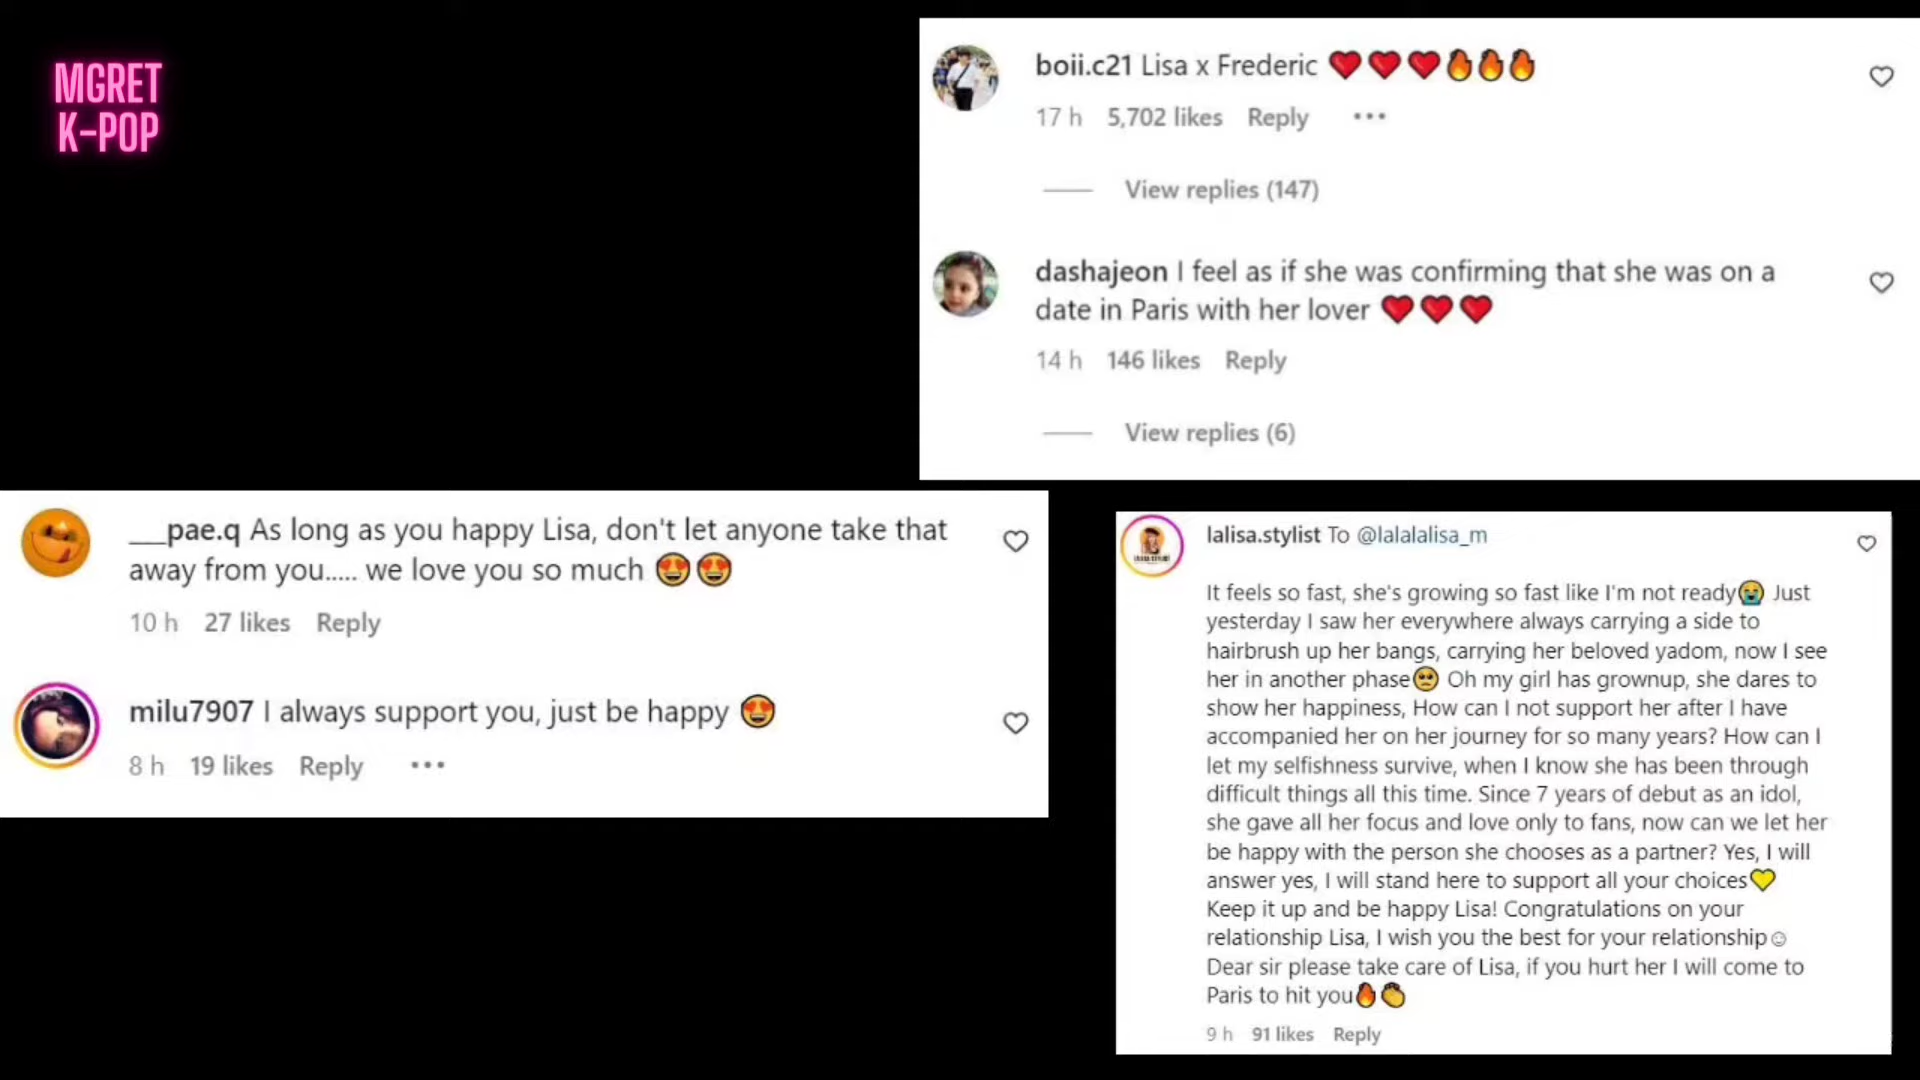 MGRET
K-POP
boii.c21 Lisa x Frederic ❤️❤️❤️🔥🔥🔥
17 h 5,702 likes Reply •••
View replies (147)
dashajeon I feel as if she was confirming that she was on a
date in Paris with her lover ❤️❤️❤️
14 h 146 likes Reply
View replies (6)
___pae.q As long as you happy Lisa, don't let anyone take that
away from you..... we love you so much 😍😍
10 h 27 likes Reply
milu7907 I always support you, just be happy 😍
8 h 19 likes Reply •••
lalisa.stylist To @lalalalisa_m
It feels so fast, she's growing so fast like I'm not ready😭 Just
yesterday I saw her everywhere always carrying a side to
hairbrush up her bangs, carrying her beloved yadom, now I see
her in another phase🥺 Oh my girl has grownup, she dares to
show her happiness, How can I not support her after I have
accompanied her on her journey for so many years? How can I
let my selfishness survive, when I know she has been through
difficult things all this time. Since 7 years of debut as an idol,
she gave all her focus and love only to fans, now can we let her
be happy with the person she chooses as a partner? Yes, I will
answer yes, I will stand here to support all your choices💛
Keep it up and be happy Lisa! Congratulations on your
relationship Lisa, I wish you the best for your relationship☺
Dear sir please take care of Lisa, if you hurt her I will come to
Paris to hit you🔥👏
9 h 91 likes Reply